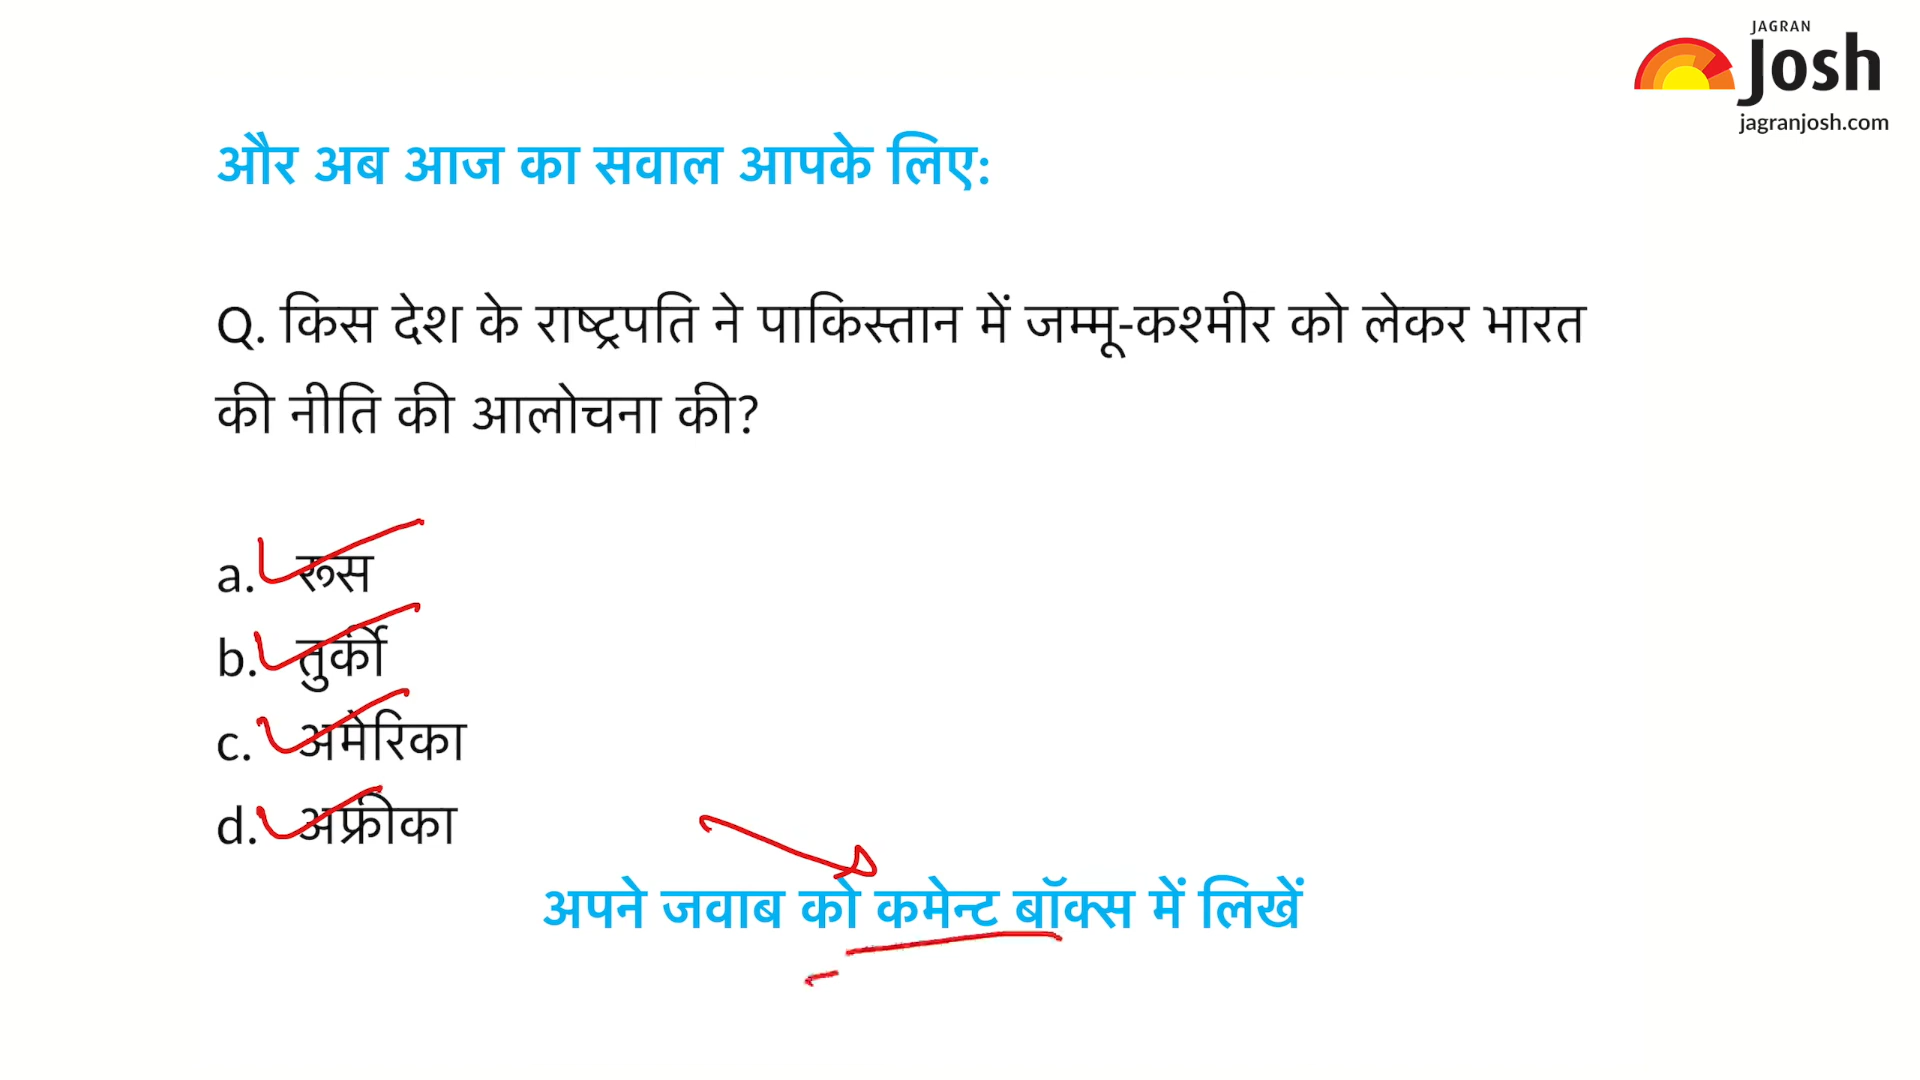 JAGRAN
Josh
jagranjosh.com
और अब आज का सवाल आपके लिए:
Q. किस देश के राष्ट्रपति ने पाकिस्तान में जम्मू-कश्मीर को लेकर भारत
की नीति की आलोचना की?
a. रूस
b. तुर्की
c. अमेरिका
d. अफ्रीका
अपने जवाब को कमेन्ट बॉक्स में लिखें